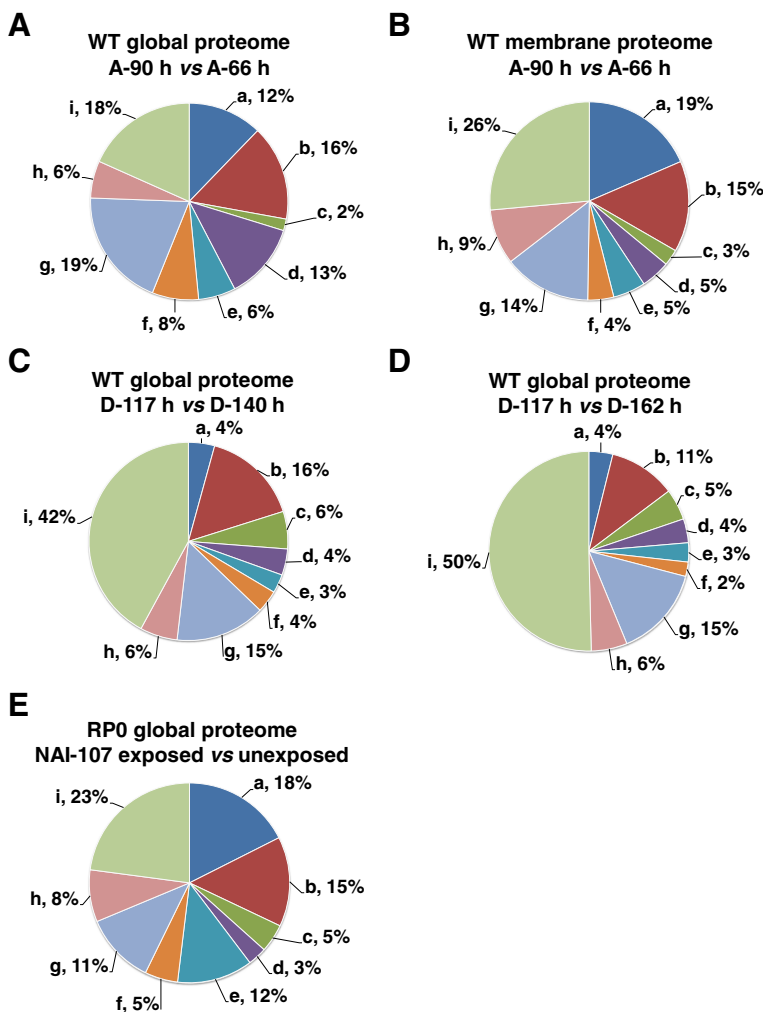 A
WT global proteome
A-90 h vs A-66 h
a, 12%
b, 16%
c, 2%
d, 13%
e, 6%
f, 8%
g, 19%
h, 6%
i, 18%
B
WT membrane proteome
A-90 h vs A-66 h
a, 19%
b, 15%
c, 3%
d, 5%
e, 5%
f, 4%
g, 14%
h, 9%
i, 26%
C
WT global proteome
D-117 h vs D-140 h
a, 4%
b, 16%
c, 6%
d, 4%
e, 3%
f, 4%
g, 15%
h, 6%
i, 42%
D
WT global proteome
D-117 h vs D-162 h
a, 4%
b, 11%
c, 5%
d, 4%
e, 3%
f, 2%
g, 15%
h, 6%
i, 50%
E
RP0 global proteome
NAI-107 exposed vs unexposed
a, 18%
b, 15%
c, 5%
d, 3%
e, 12%
f, 5%
g, 11%
h, 8%
i, 23%